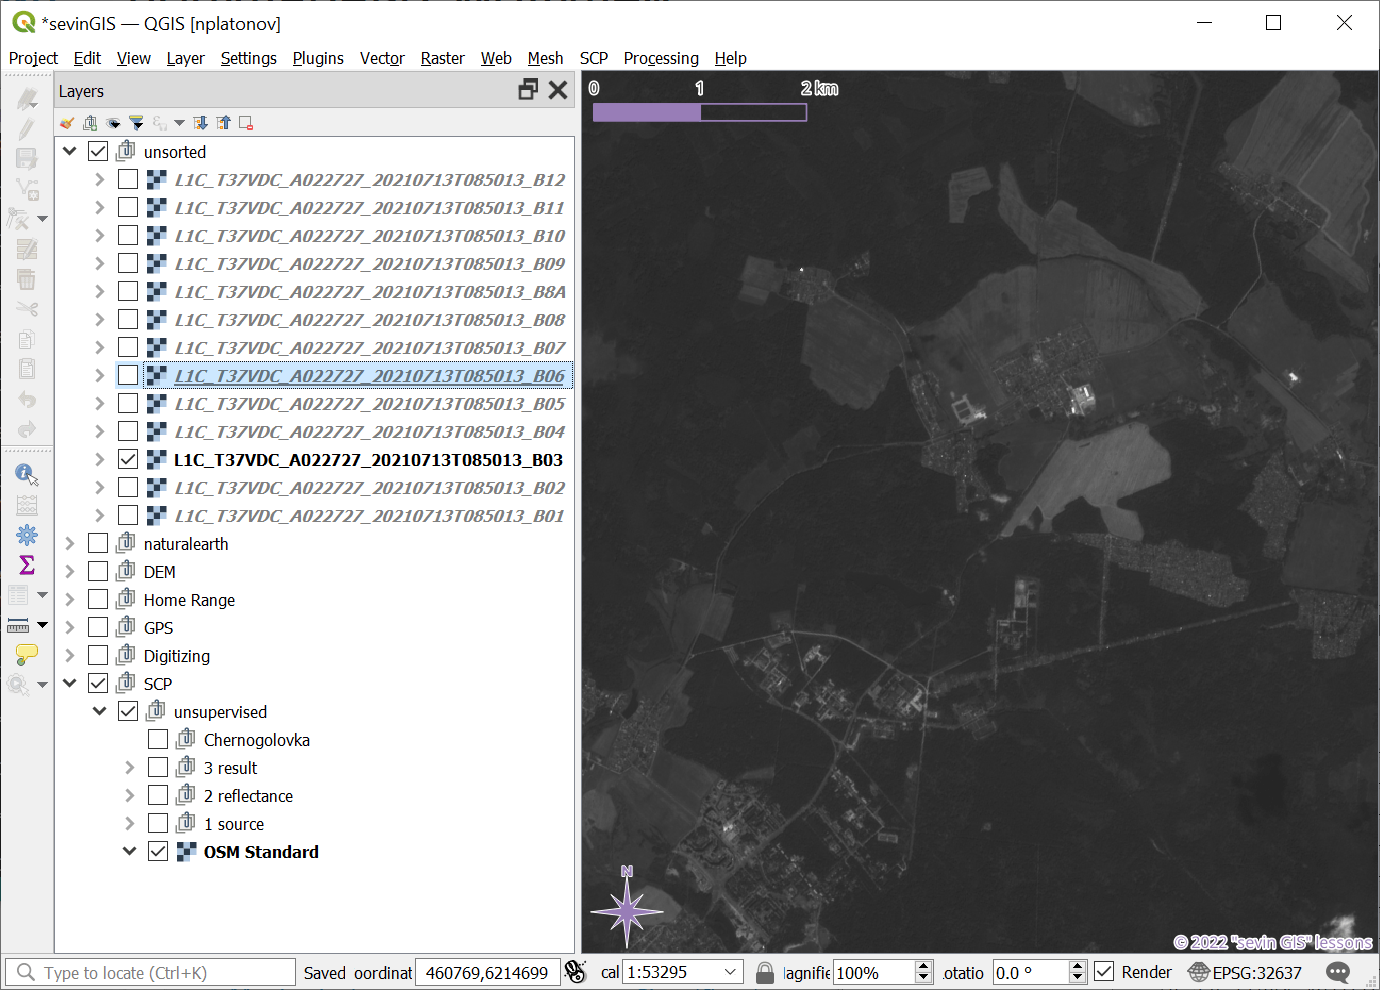 *sevinGIS — QGIS [nplatonov]
Project Edit View Layer Settings Plugins Vector Raster Web Mesh SCP Processing Help
Layers
unsorted
L1C_T37VDC_A022727_20210713T085013_B12
L1C_T37VDC_A022727_20210713T085013_B11
L1C_T37VDC_A022727_20210713T085013_B10
L1C_T37VDC_A022727_20210713T085013_B09
L1C_T37VDC_A022727_20210713T085013_B8A
L1C_T37VDC_A022727_20210713T085013_B08
L1C_T37VDC_A022727_20210713T085013_B07
L1C_T37VDC_A022727_20210713T085013_B06
L1C_T37VDC_A022727_20210713T085013_B05
L1C_T37VDC_A022727_20210713T085013_B04
L1C_T37VDC_A022727_20210713T085013_B03
L1C_T37VDC_A022727_20210713T085013_B02
L1C_T37VDC_A022727_20210713T085013_B01
naturalearth
DEM
Home Range
GPS
Digitizing
SCP
unsupervised
Chernogolovka
3 result
2 reflectance
1 source
OSM Standard
0 1 2 km
N
© 2022 "sevin GIS" lessons
Type to locate (Ctrl+K) Saved oordinat 460769,6214699 cal 1:53295 lagnifie 100% .otatio 0.0 ° Render EPSG:32637